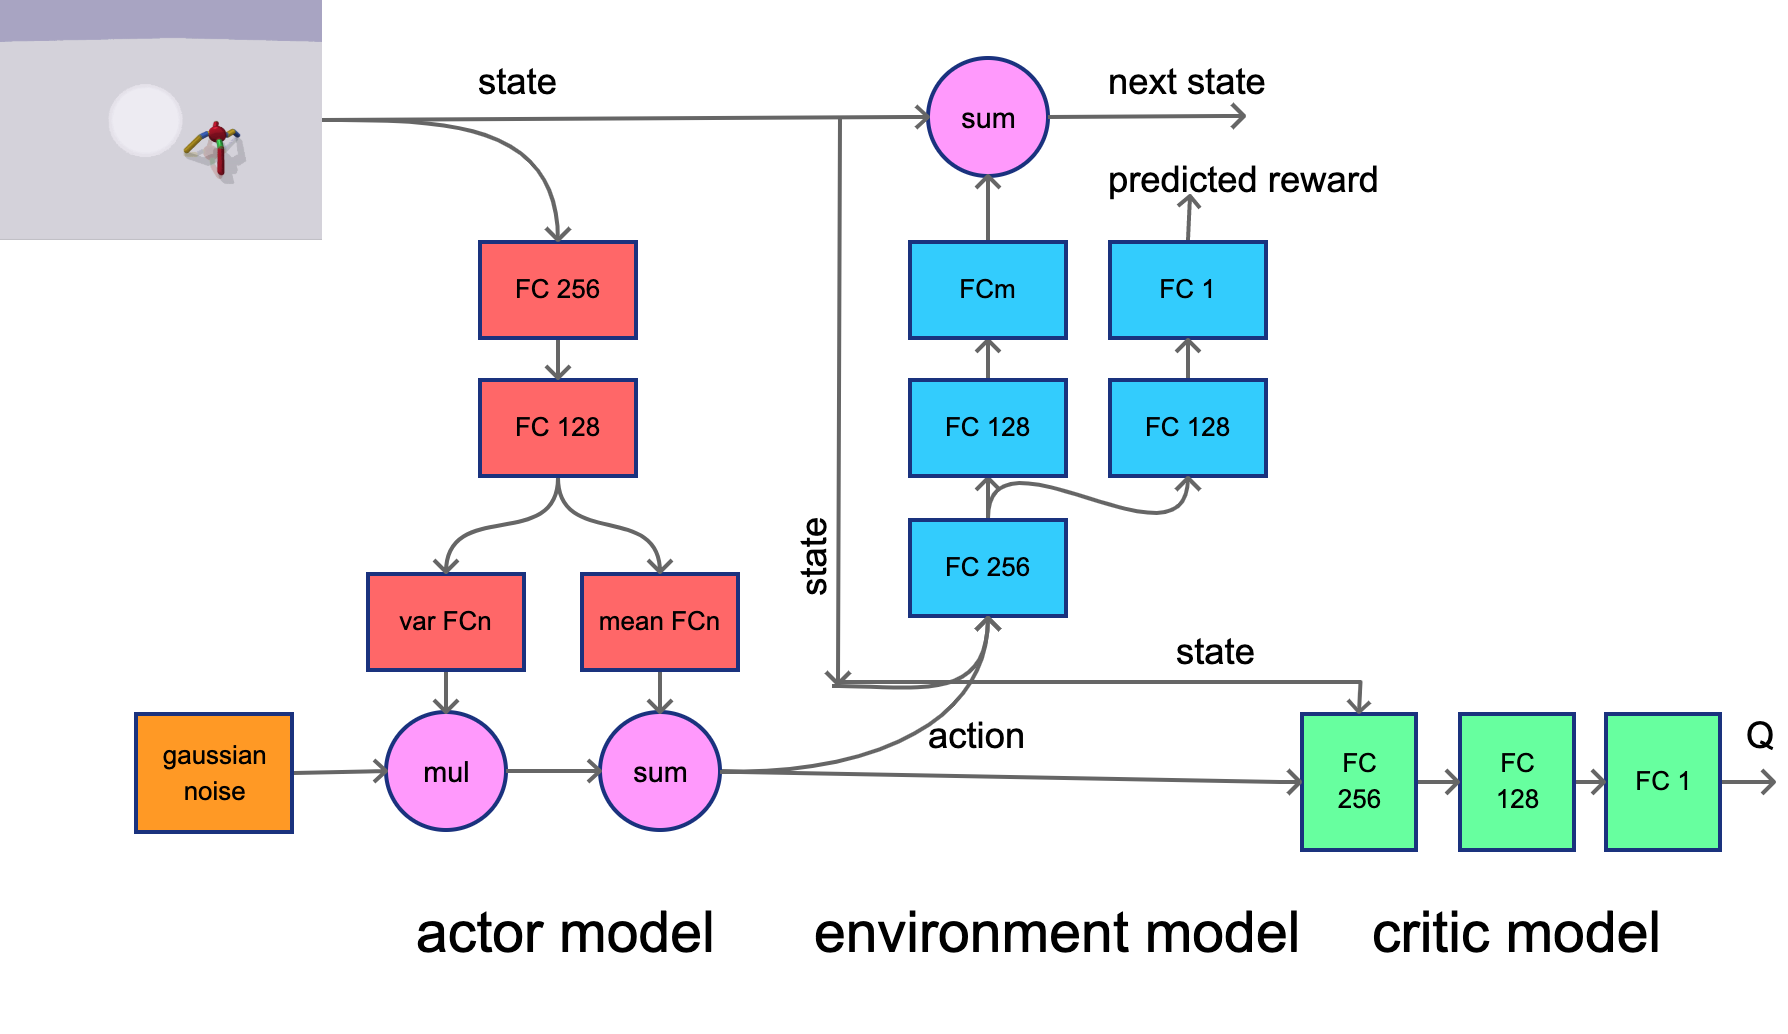 state
sum
next state
predicted reward
FC 256
FCm
FC 1
FC 128
FC 128
FC 128
state
FC 256
var FCn
mean FCn
state
gaussian
noise
mul
sum
action
FC
256
FC
128
FC 1
Q
actor model
environment model
critic model